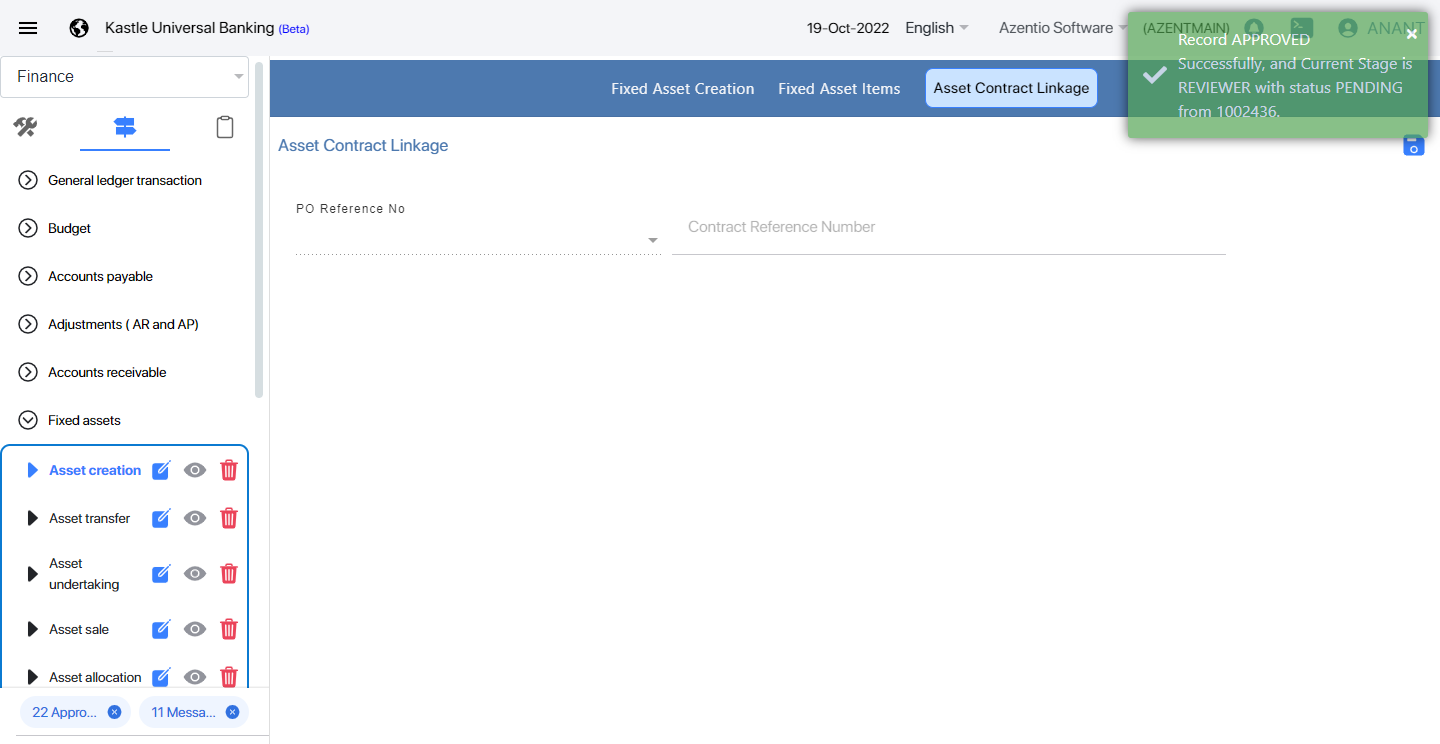 Kastle Universal Banking (Beta)
19-Oct-2022
English
Azentio Software
(AZENTMAIN)
ANANT
Record APPROVED
Successfully, and Current Stage is
REVIEWER with status PENDING
from 1002436.
Finance
Fixed Asset Creation
Fixed Asset Items
Asset Contract Linkage
Asset Contract Linkage
PO Reference No
Contract Reference Number
General ledger transaction
Budget
Accounts payable
Adjustments ( AR and AP)
Accounts receivable
Fixed assets
Asset creation
Asset transfer
Asset
undertaking
Asset sale
Asset allocation
22 Appro...
11 Messa...